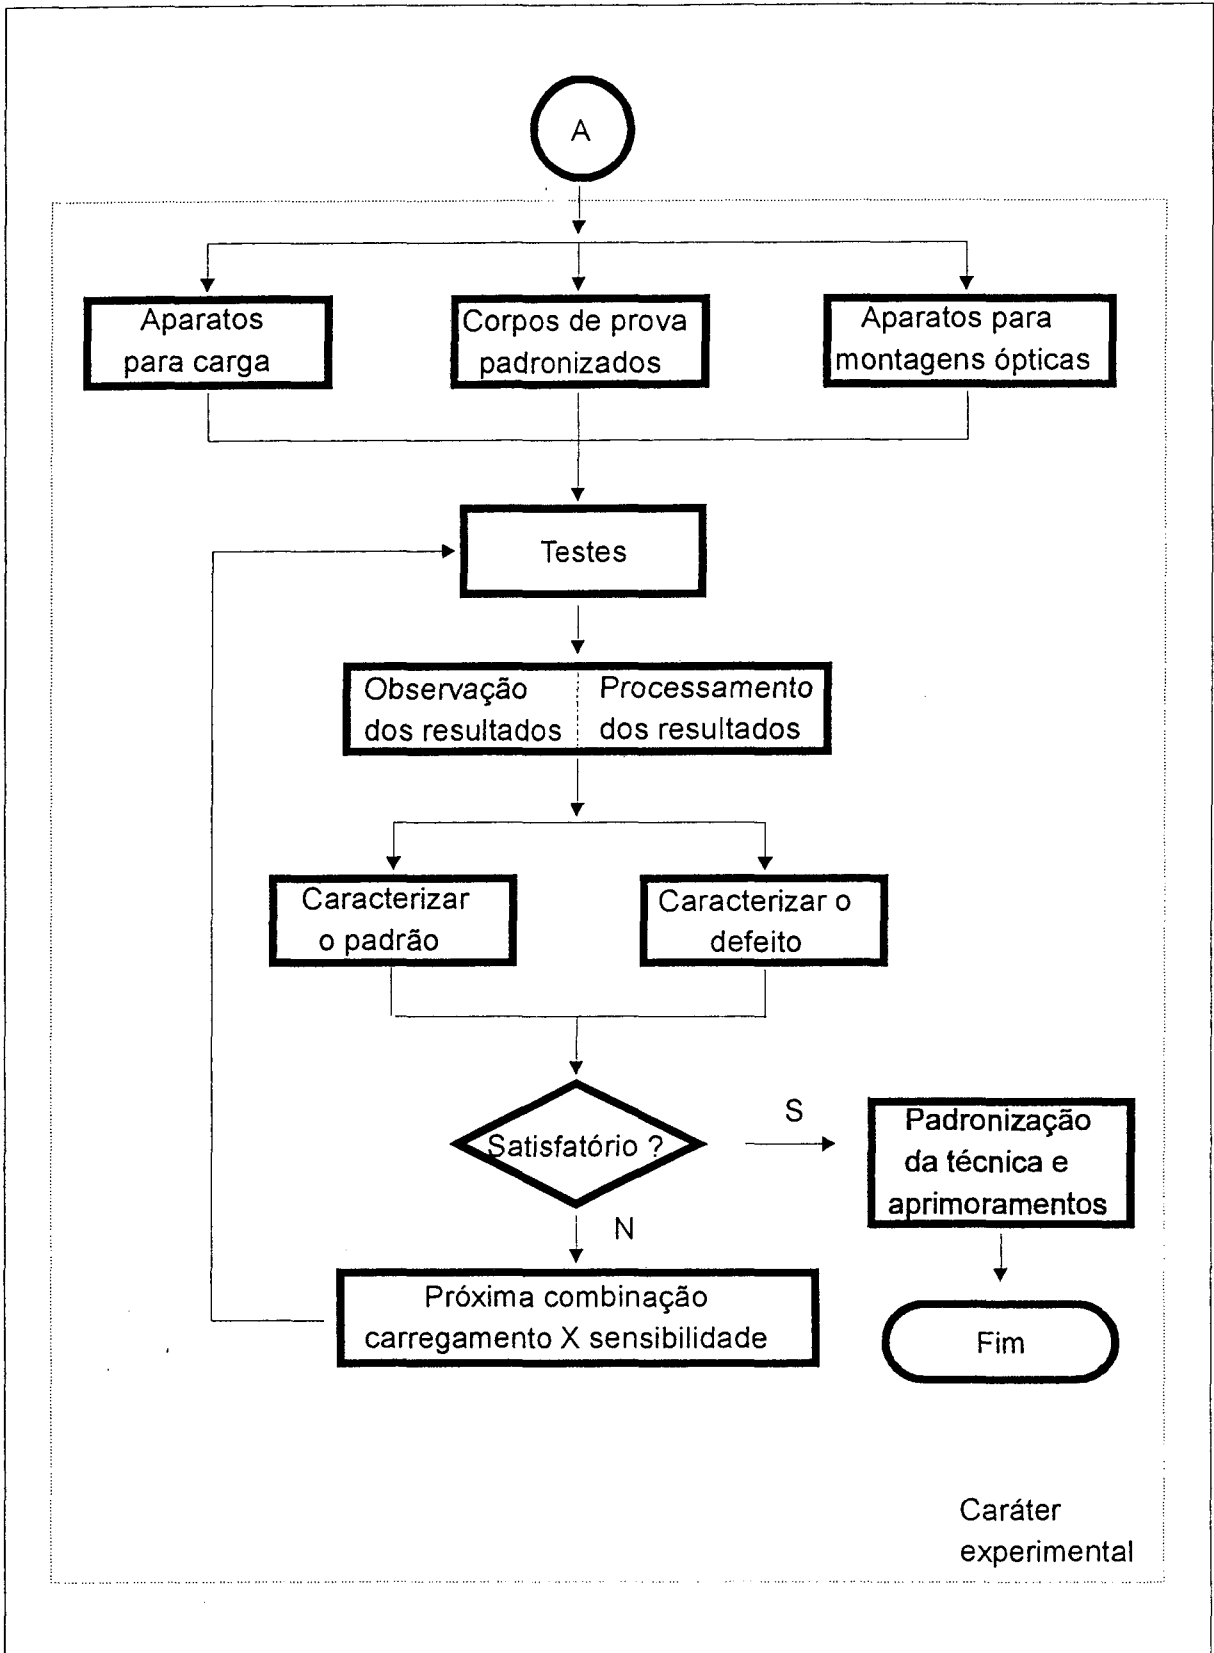 A
Aparatos
para carga
Corpos de prova
padronizados
Aparatos para
montagens ópticas
Testes
Observação
dos resultados
Processamento
dos resultados
Caracterizar
o padrão
Caracterizar o
defeito
Satisfatório ?
S
Padronização
da técnica e
aprimoramentos
N
Próxima combinação
carregamento X sensibilidade
Fim
Caráter
experimental